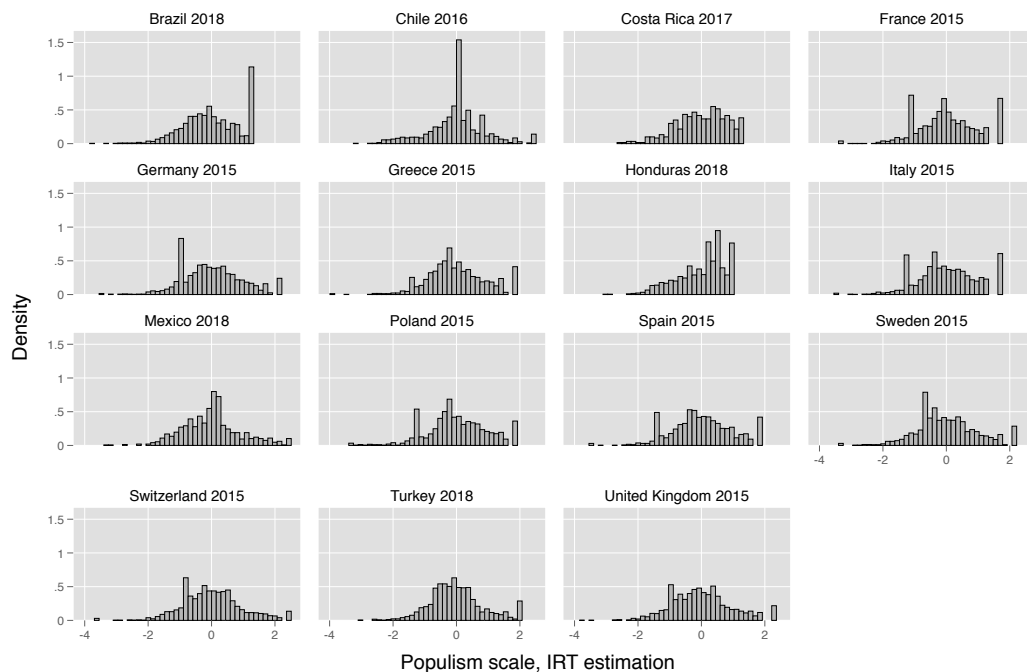 Brazil 2018 Chile 2016 Costa Rica 2017 France 2015
1.5
1
.5
0
Germany 2015 Greece 2015 Honduras 2018 Italy 2015
1.5
1
.5
0
Density
Mexico 2018 Poland 2015 Spain 2015 Sweden 2015
1.5
1
.5
0
-4 -2 0 2
Switzerland 2015 Turkey 2018 United Kingdom 2015
1.5
1
.5
0
-4 -2 0 2 -4 -2 0 2 -4 -2 0 2
Populism scale, IRT estimation